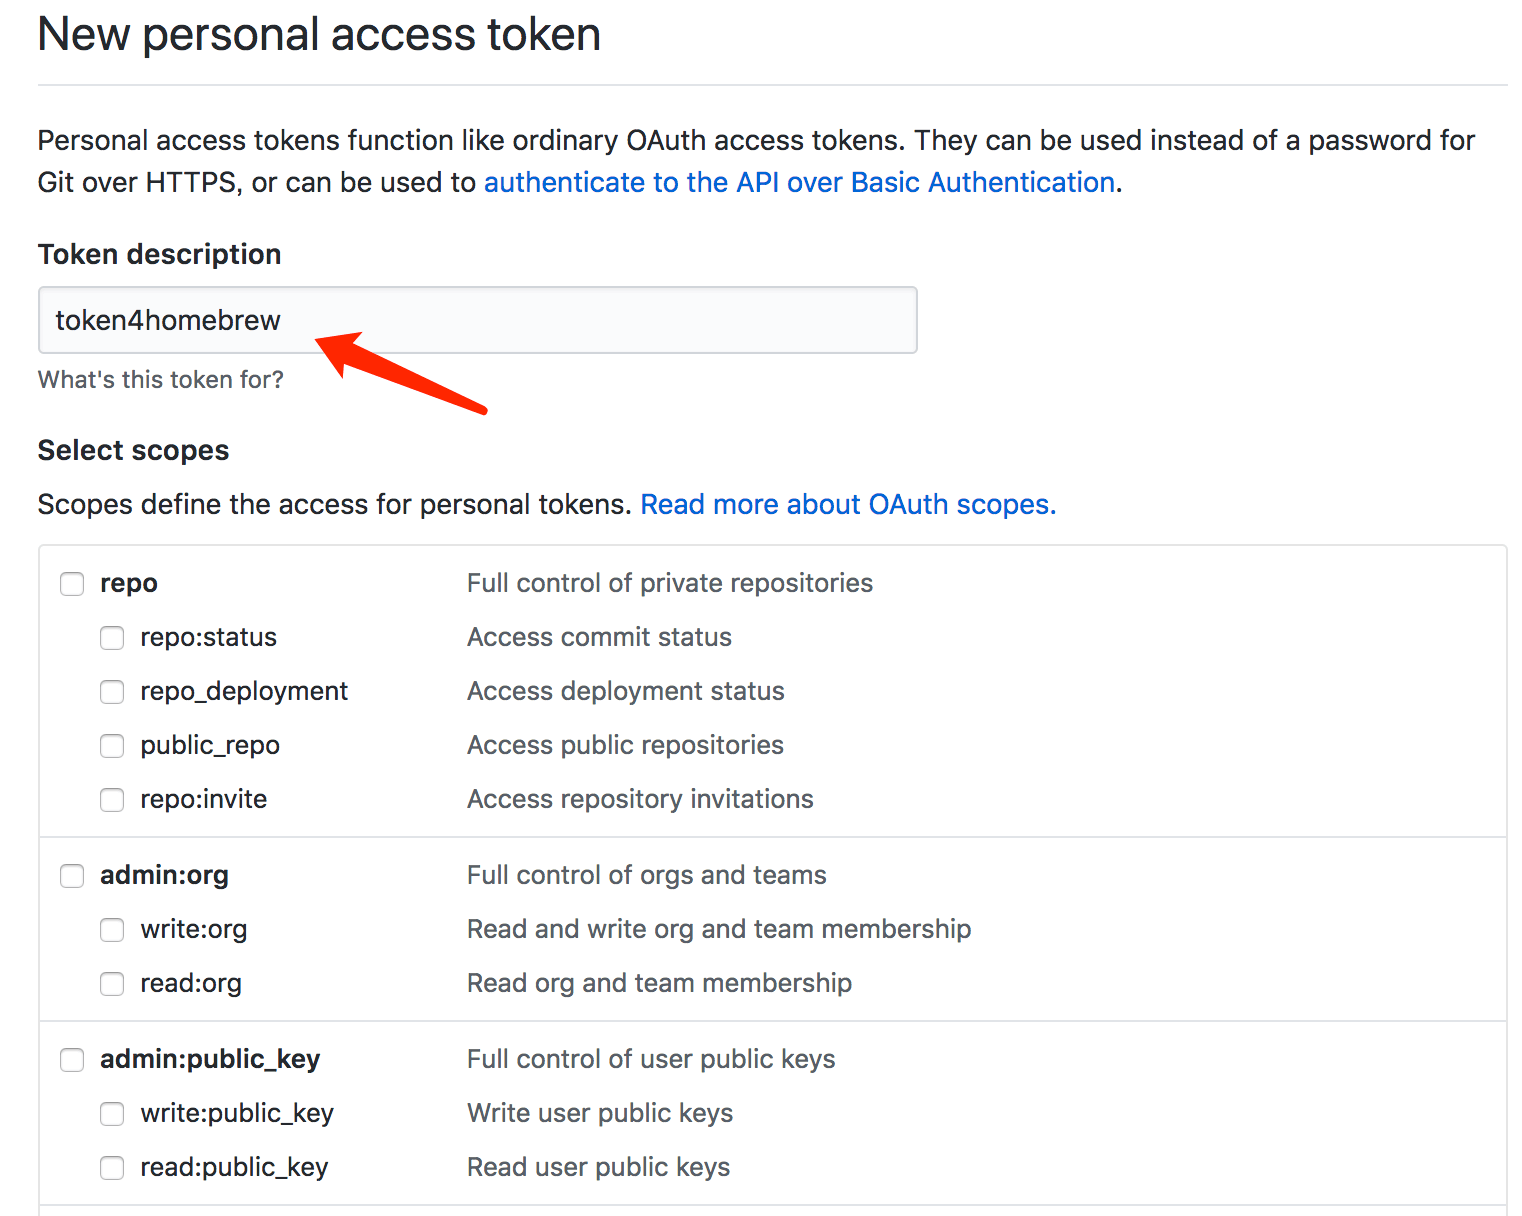 New personal access token
Personal access tokens function like ordinary OAuth access tokens. They can be used instead of a password for
Git over HTTPS, or can be used to authenticate to the API over Basic Authentication.
Token description
token4homebrew
What's this token for?
Select scopes
Scopes define the access for personal tokens. Read more about OAuth scopes.
repo Full control of private repositories
repo:status Access commit status
repo_deployment Access deployment status
public_repo Access public repositories
repo:invite Access repository invitations
admin:org Full control of orgs and teams
write:org Read and write org and team membership
read:org Read org and team membership
admin:public_key Full control of user public keys
write:public_key Write user public keys
read:public_key Read user public keys